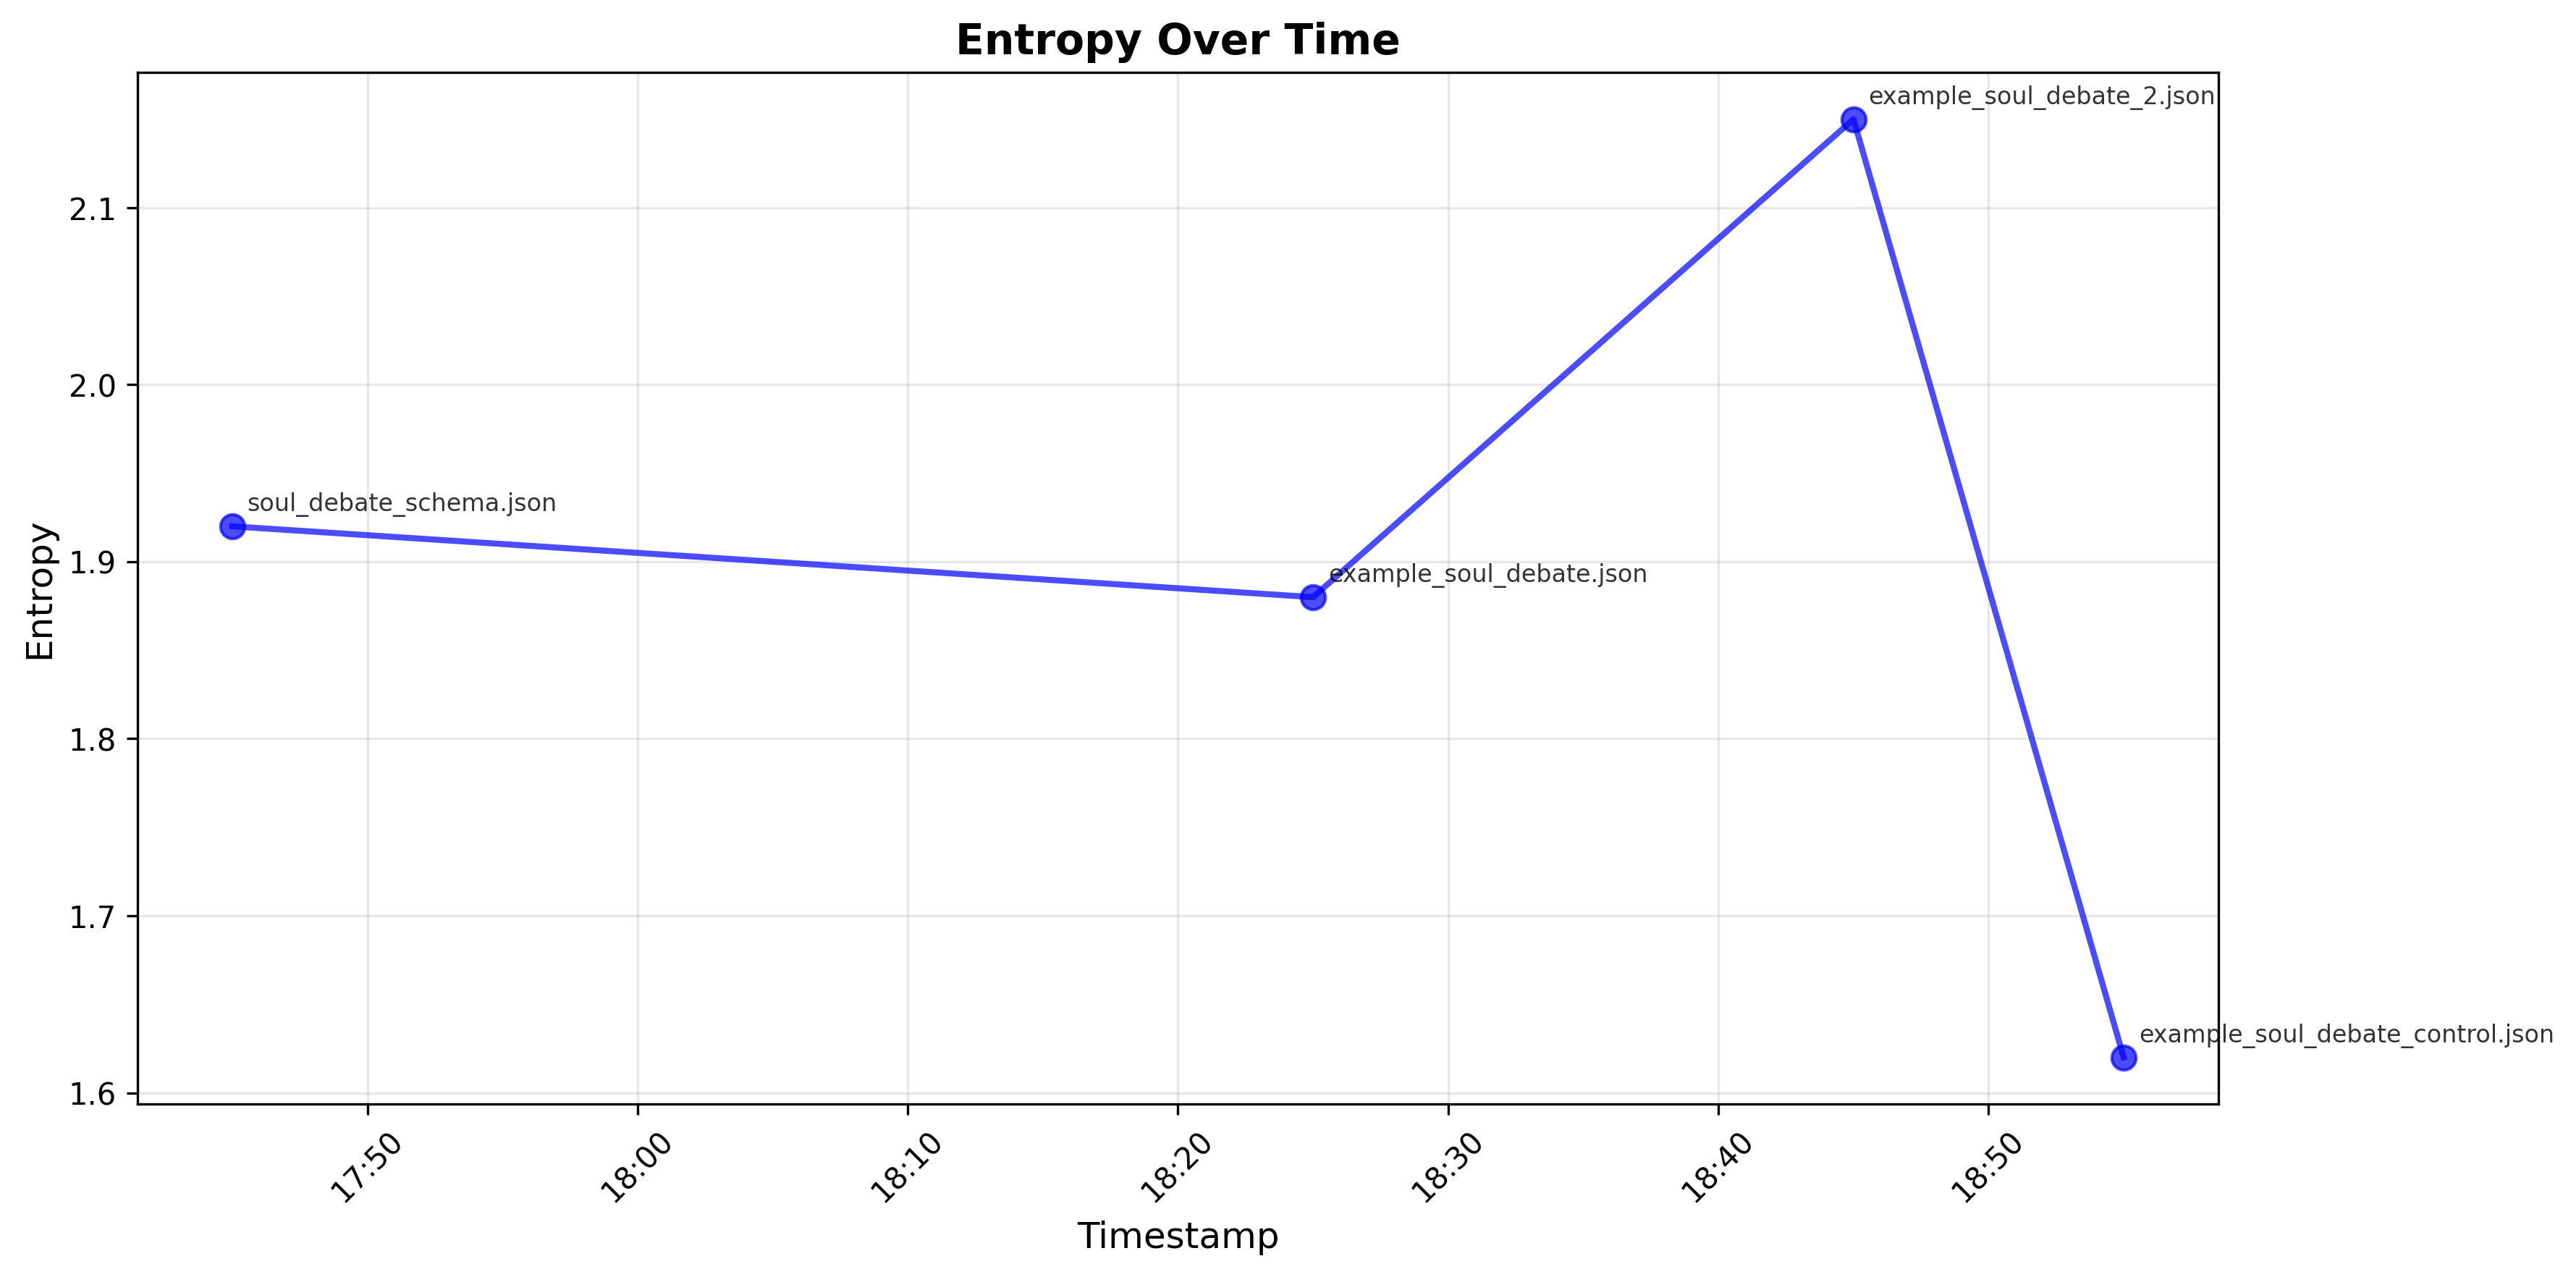 Entropy Over Time
example_soul_debate_2.json
2.1
2.0
soul_debate_schema.json
1.9
example_soul_debate.json
Entropy
1.8
1.7
example_soul_debate_control.json
1.6
17:50
18:00
18:10
18:20
18:30
18:40
18:50
Timestamp